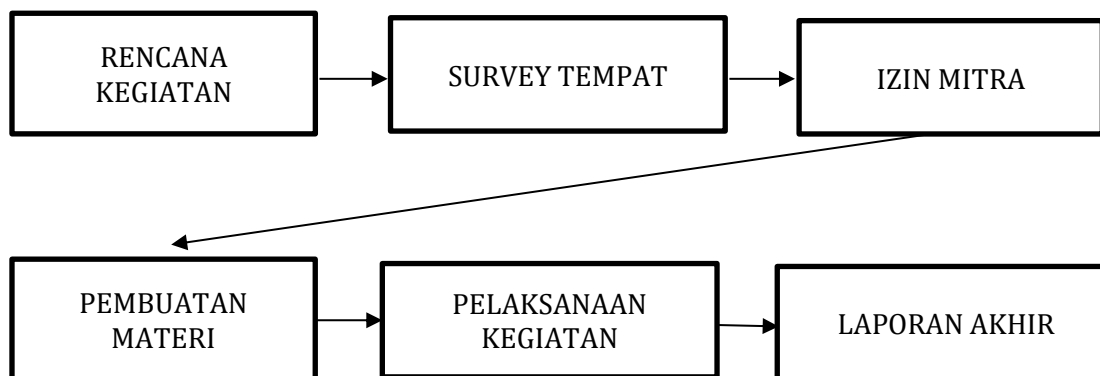 RENCANA
KEGIATAN
SURVEY TEMPAT
IZIN MITRA
PEMBUATAN
MATERI
PELAKSANAAN
KEGIATAN
LAPORAN AKHIR